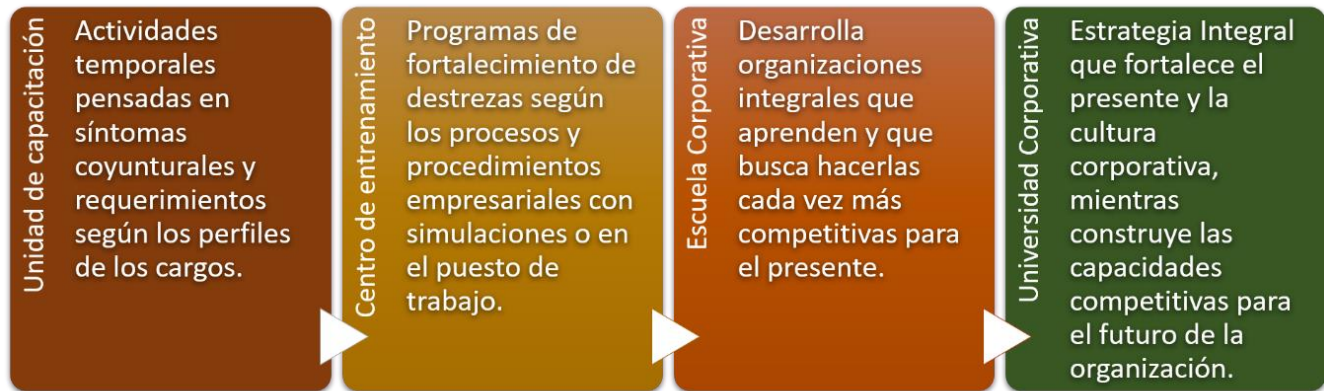 Unidad de capacitación
Actividades
temporales
pensadas en
síntomas
coyunturales y
requerimientos
según los perfiles
de los cargos.
Centro de entrenamiento
Programas de
fortalecimiento de
destrezas según
los procesos y
procedimientos
empresariales con
simulaciones o en
el puesto de
trabajo.
Escuela Corporativa
Desarrolla
organizaciones
integrales que
aprenden y que
busca hacerlas
cada vez más
competitivas para
el presente.
Universidad Corporativa
Estrategia Integral
que fortalece el
presente y la
cultura
corporativa,
mientras
construye las
capacidades
competitivas para
el futuro de la
organización.